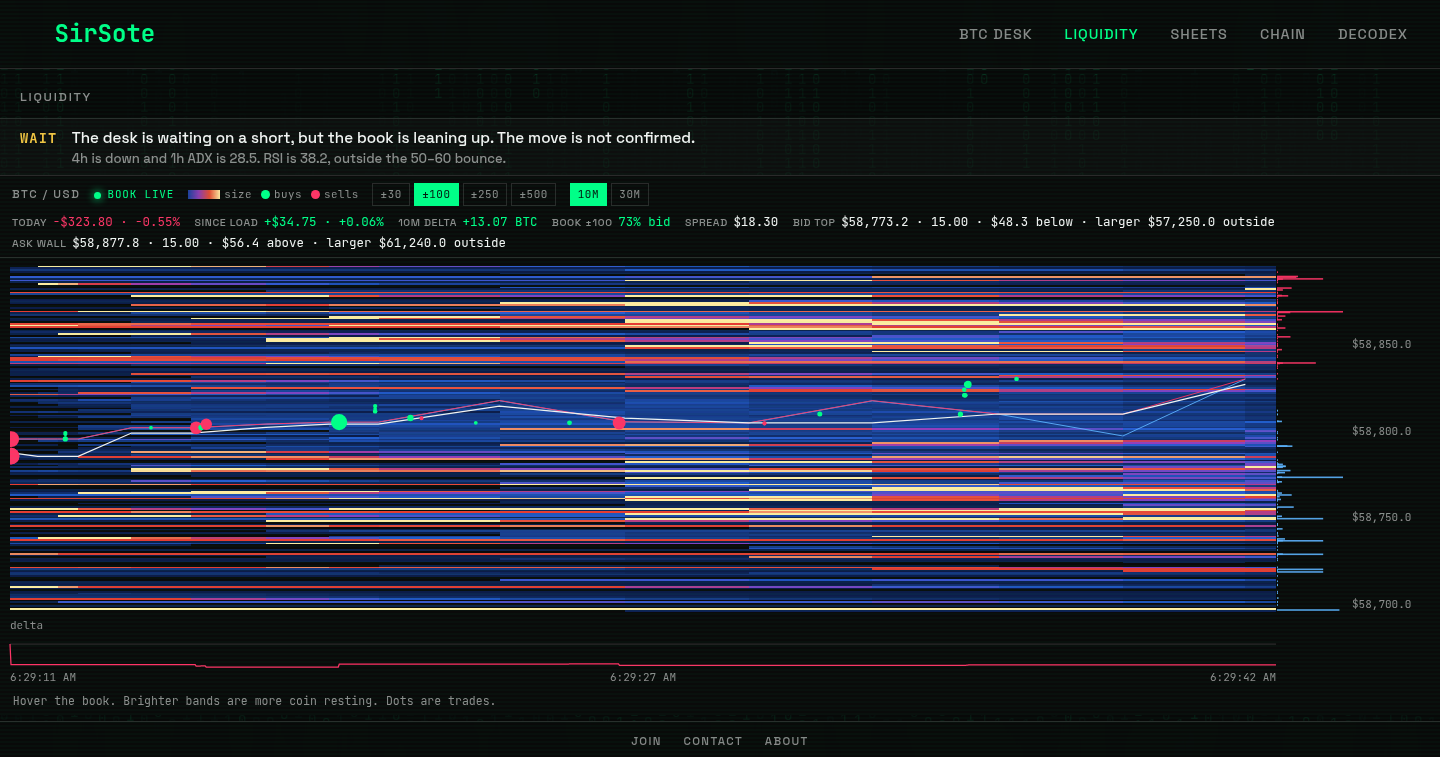 SirSote
BTC DESK LIQUIDITY SHEETS CHAIN DECODEX
LIQUIDITY
WAIT The desk is waiting on a short, but the book is leaning up. The move is not confirmed.
4h is down and 1h ADX is 28.5. RSI is 38.2, outside the 50–60 bounce.
BTC / USD BOOK LIVE size buys sells ±30 ±100 ±250 ±500 10M 30M
TODAY -$323.80 · -0.55% SINCE LOAD +$34.75 · +0.06% 10M DELTA +13.07 BTC BOOK ±100 73% bid SPREAD $18.30 BID TOP $58,773.2 · 15.00 · $48.3 below · larger $57,250.0 outside
ASK WALL $58,877.8 · 15.00 · $56.4 above · larger $61,240.0 outside
$58,850.0
$58,800.0
$58,750.0
$58,700.0
delta
6:29:11 AM 6:29:27 AM 6:29:42 AM
Hover the book. Brighter bands are more coin resting. Dots are trades.
JOIN CONTACT ABOUT